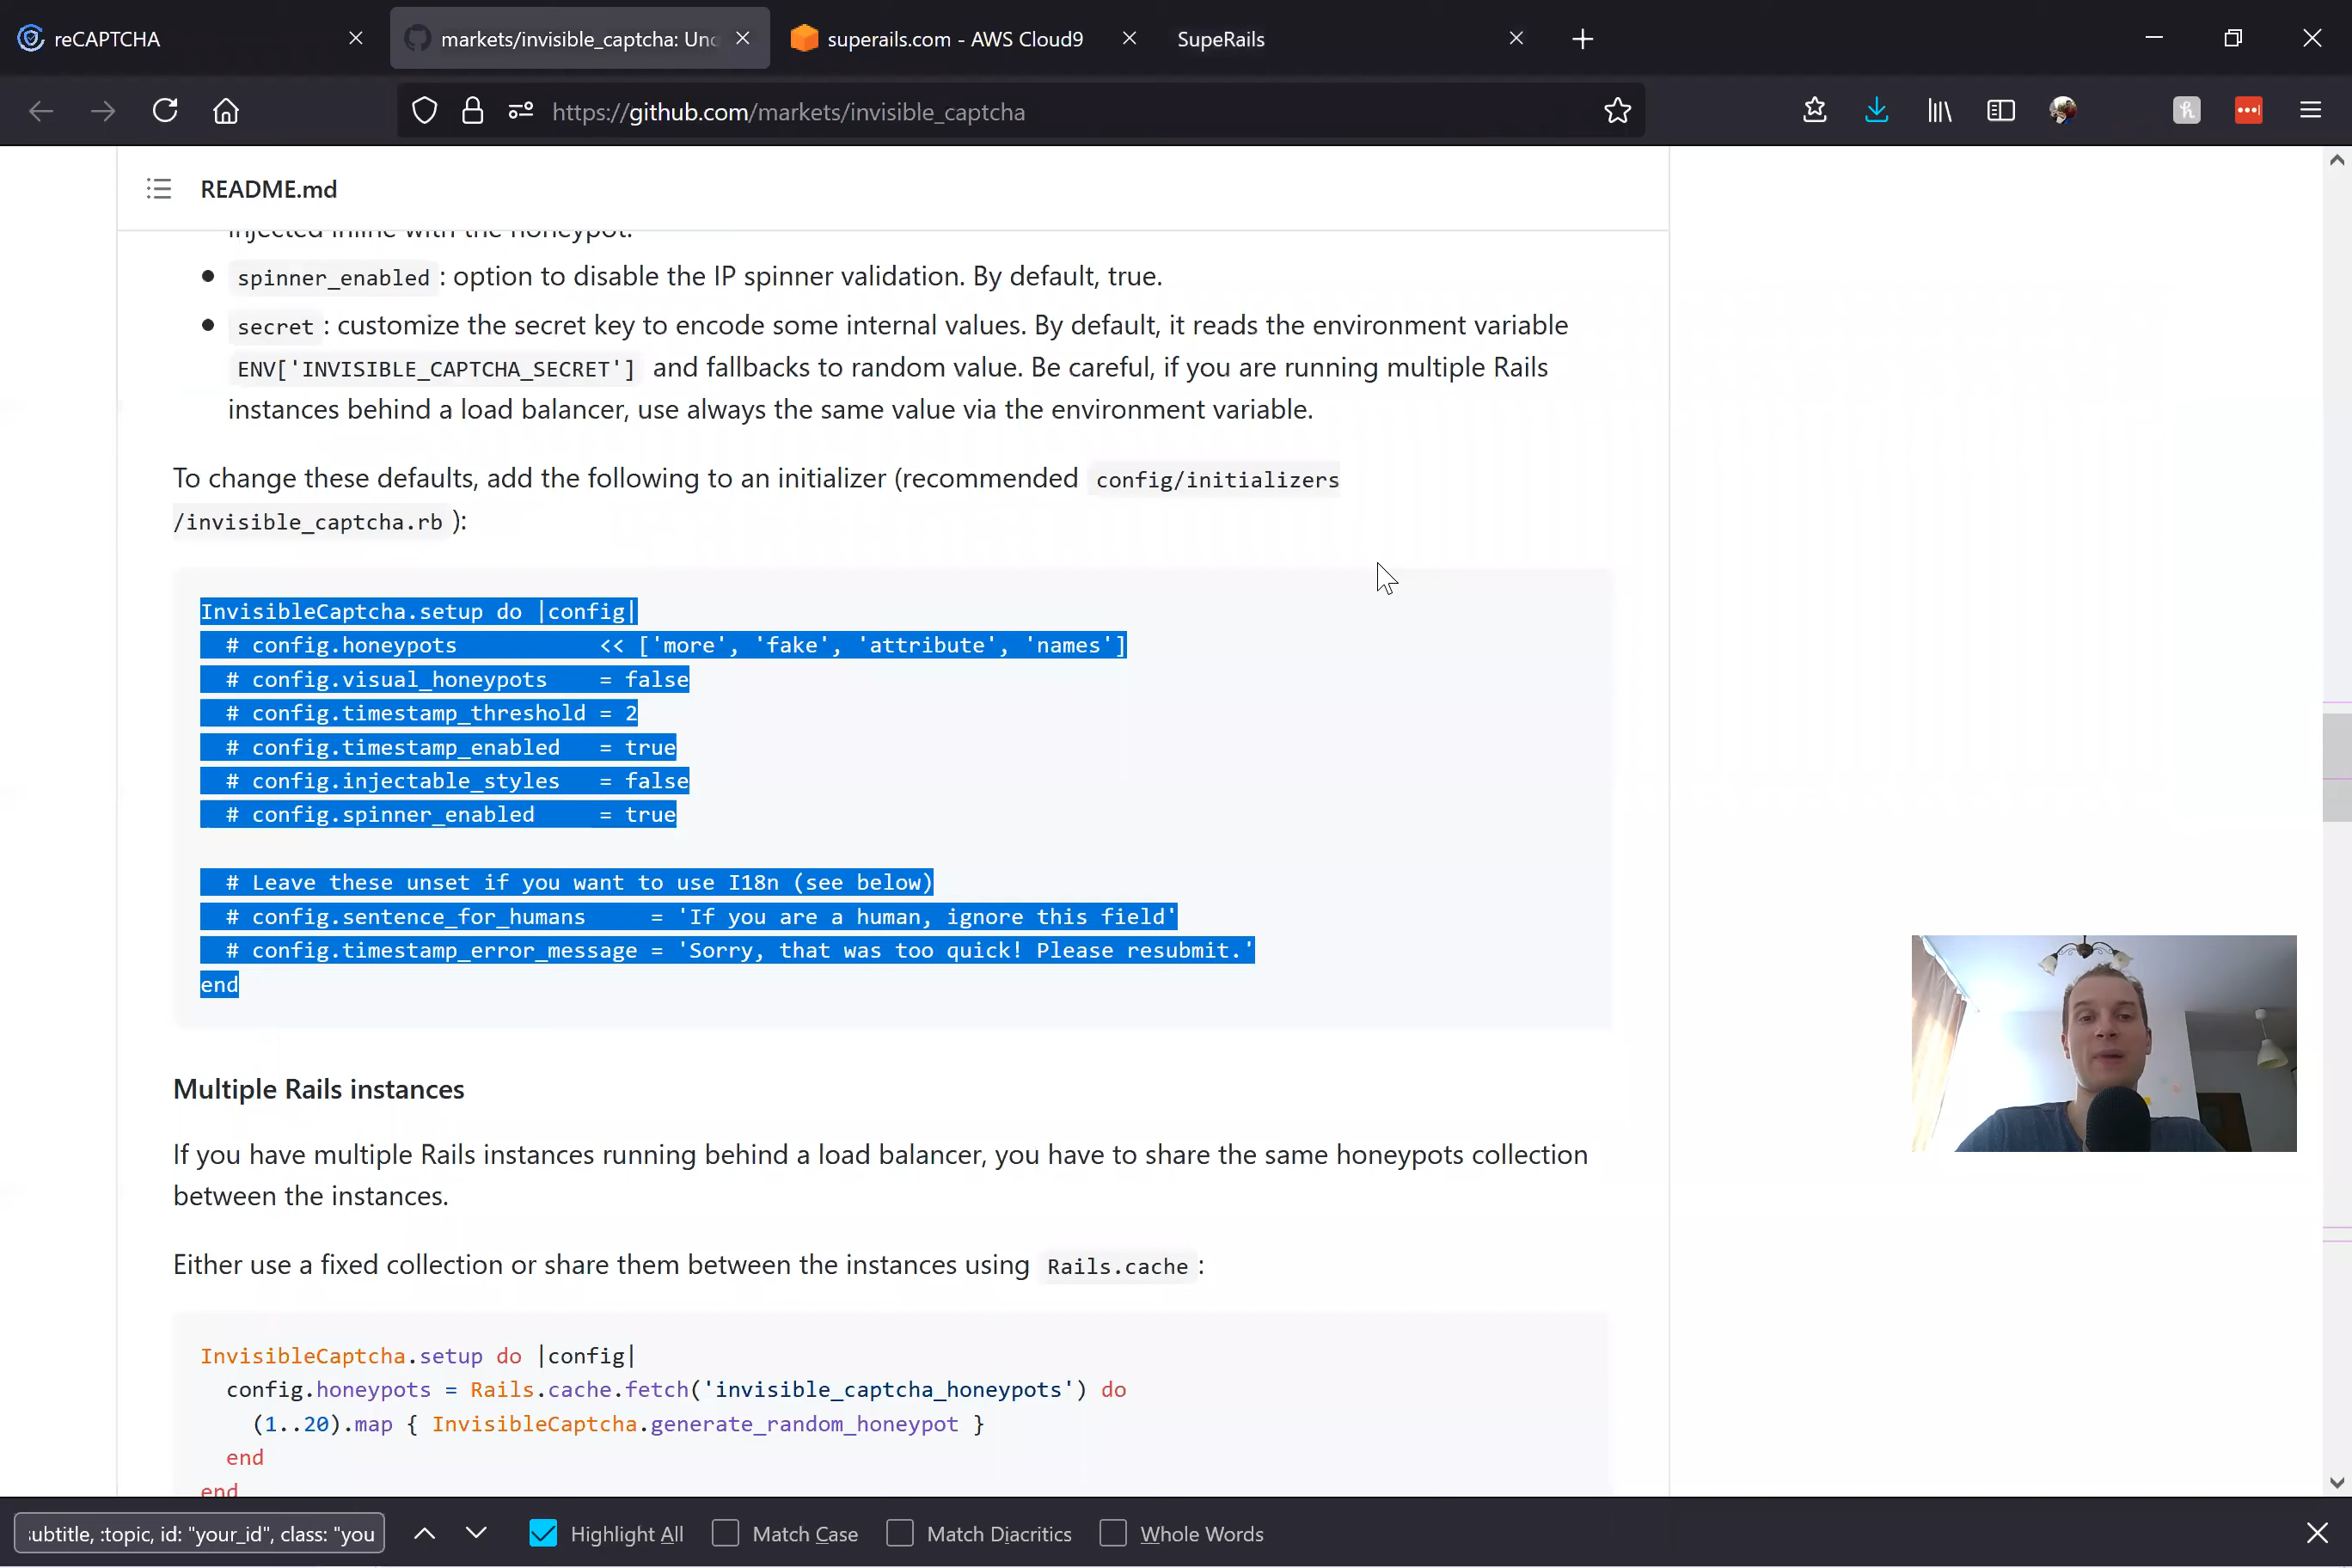 reCAPTCHA
markets/invisible_captcha: Unc
superails.com - AWS Cloud9
SupeRails
https://github.com/markets/invisible_captcha
README.md
injected inline with the honeypot.
spinner_enabled : option to disable the IP spinner validation. By default, true.
secret : customize the secret key to encode some internal values. By default, it reads the environment variable
ENV['INVISIBLE_CAPTCHA_SECRET'] and fallbacks to random value. Be careful, if you are running multiple Rails
instances behind a load balancer, use always the same value via the environment variable.
To change these defaults, add the following to an initializer (recommended config/initializers
/invisible_captcha.rb ):
InvisibleCaptcha.setup do |config|
# config.honeypots << ['more', 'fake', 'attribute', 'names']
# config.visual_honeypots = false
# config.timestamp_threshold = 2
# config.timestamp_enabled = true
# config.injectable_styles = false
# config.spinner_enabled = true
# Leave these unset if you want to use I18n (see below)
# config.sentence_for_humans = 'If you are a human, ignore this field'
# config.timestamp_error_message = 'Sorry, that was too quick! Please resubmit.'
end
Multiple Rails instances
If you have multiple Rails instances running behind a load balancer, you have to share the same honeypots collection
between the instances.
Either use a fixed collection or share them between the instances using Rails.cache :
InvisibleCaptcha.setup do |config|
config.honeypots = Rails.cache.fetch('invisible_captcha_honeypots') do
(1..20).map { InvisibleCaptcha.generate_random_honeypot }
end
end
ubtitle, :topic, id: "your_id", class: "you
Highlight All
Match Case
Match Diacritics
Whole Words